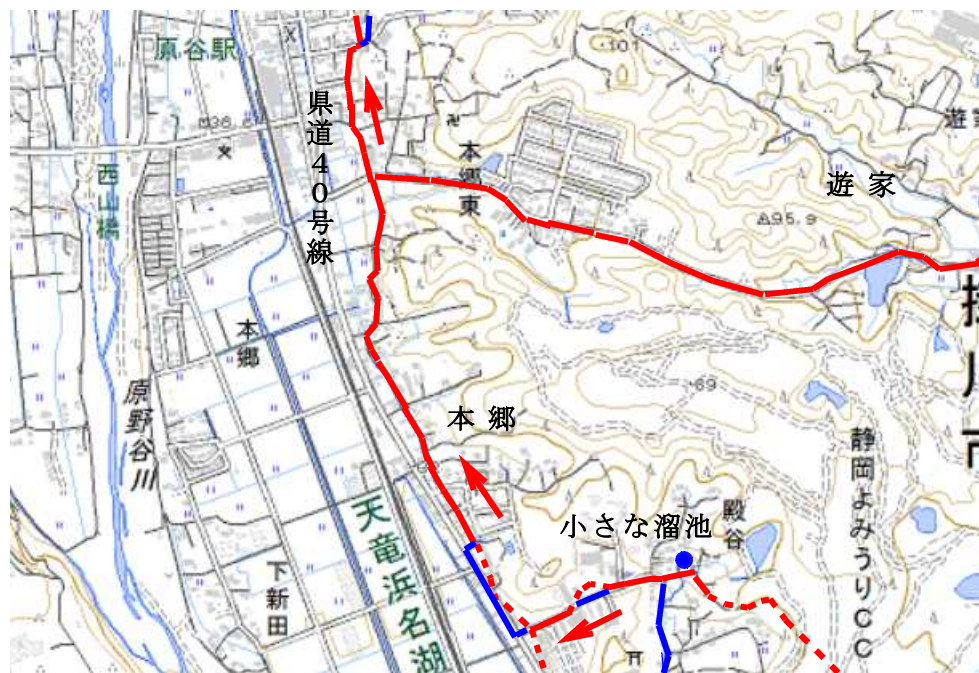 原谷駅
・101
遊家
36
県道40号線
本郷東
西山橋
遊家
△95.9
本郷
原野谷川
・69
本郷
静岡よみうりCC
天竜浜名湖
殿谷
小さな溜池
下新田